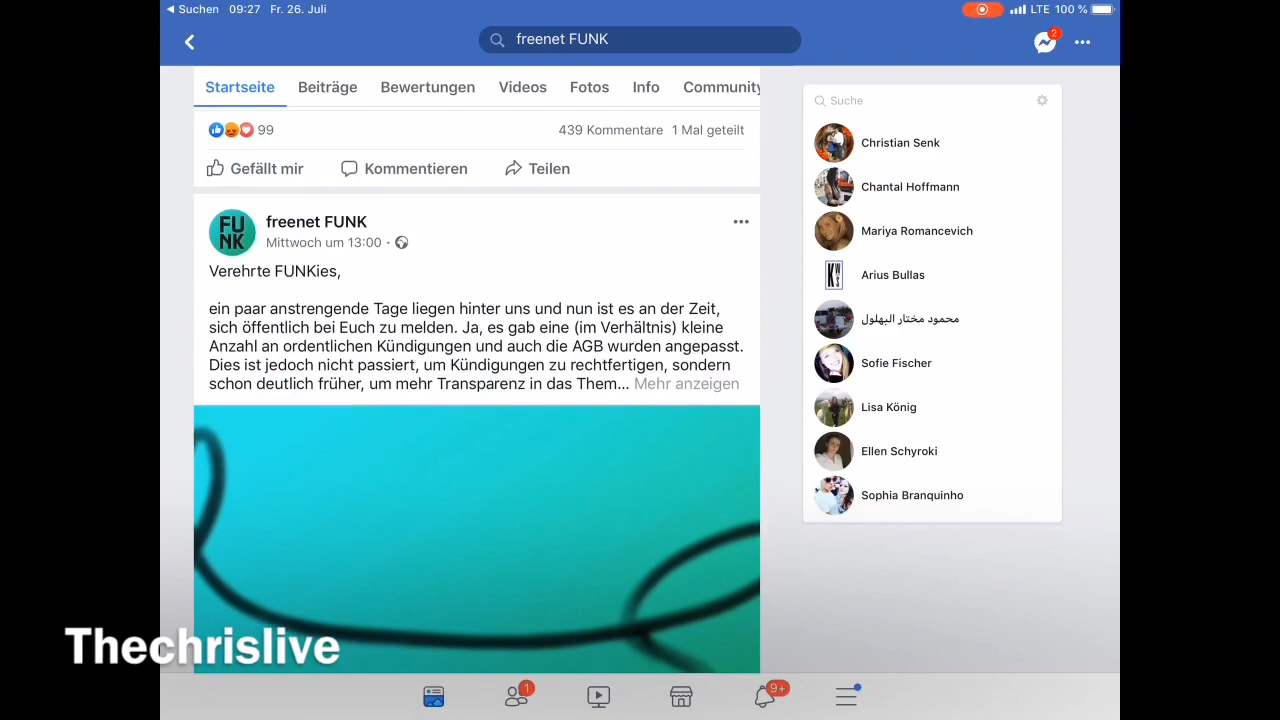 Suchen 09:27 Fr. 26. Juli LTE 100 %
freenet FUNK
2
Startseite Beiträge Bewertungen Videos Fotos Info Community
99 439 Kommentare 1 Mal geteilt
Gefällt mir Kommentieren Teilen
FUNK
freenet FUNK
Mittwoch um 13:00 ·
Verehrte FUNKies,
ein paar anstrengende Tage liegen hinter uns und nun ist es an der Zeit,
sich öffentlich bei Euch zu melden. Ja, es gab eine (im Verhältnis) kleine
Anzahl an ordentlichen Kündigungen und auch die AGB wurden angepasst.
Dies ist jedoch nicht passiert, um Kündigungen zu rechtfertigen, sondern
schon deutlich früher, um mehr Transparenz in das Them... Mehr anzeigen
Suche
Christian Senk
Chantal Hoffmann
Mariya Romancevich
Arius Bullas
محمود مختار البهلول
Sofie Fischer
Lisa König
Ellen Schyroki
Sophia Branquinho
Thechrislive
1 9+